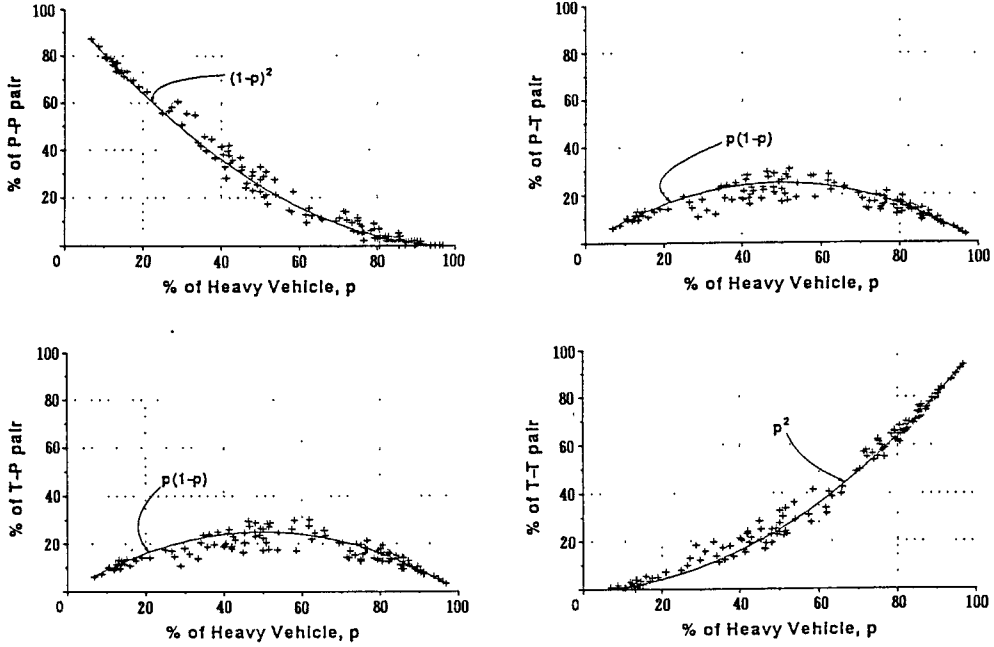 100
80
60
40
20
% of P-P pair
(1-p)²
0 20 40 60 80 100
% of Heavy Vehicle, p
100
80
60
40
20
% of P-T pair
p(1-p)
0 20 40 60 80 100
% of Heavy Vehicle, p
100
80
60
40
20
% of T-P pair
p(1-p)
0 20 40 60 80 100
% of Heavy Vehicle, p
100
80
60
40
20
% of T-T pair
p²
0 20 40 60 80 100
% of Heavy Vehicle, p